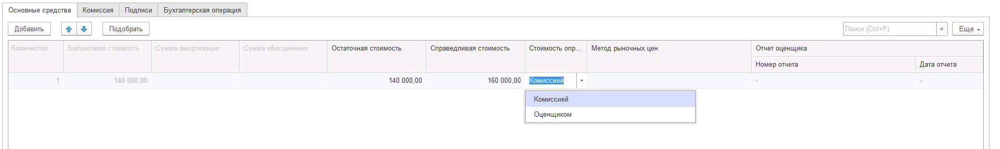 Основные средства Комиссия Подписи Бухгалтерская операция
Добавить Подобрать Поиск (Ctrl+F) × Еще
Количество Балансовая стоимость Сумма амортизации Сумма обесценения Остаточная стоимость Справедливая стоимость Стоимость опр... Метод рыночных цен Отчет оценщика
Номер отчета Дата отчета
1 140 000,00 140 000,00 160 000,00 Комиссией - -
Комиссией
Оценщиком